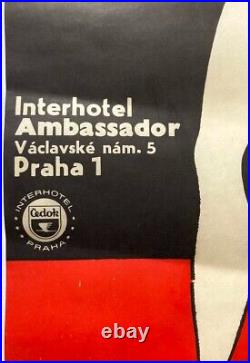 Interhotel
Ambassador
Václavské nám. 5
Praha 1
INTERHOTEL
Čedok
PRAHA